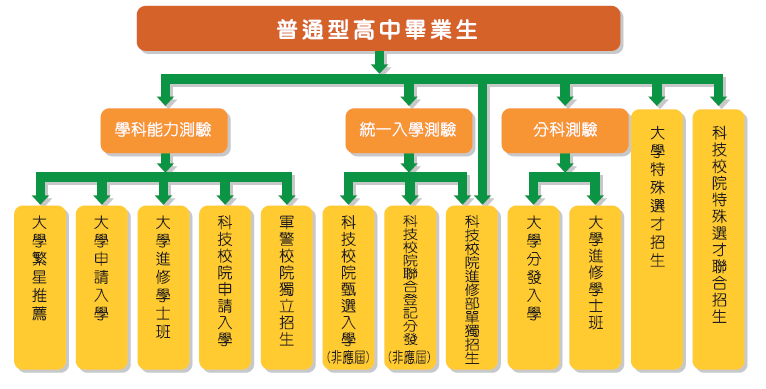 普通型高中畢業生
學科能力測驗
統一入學測驗
分科測驗
大學繁星推薦
大學申請入學
大學進修學士班
科技校院申請入學
軍警校院獨立招生
科技校院甄選入學
(非應屆)
科技校院聯合登記分發
(非應屆)
科技校院進修部單獨招生
大學分發入學
大學進修學士班
大學特殊選才招生
科技校院特殊選才聯合招生